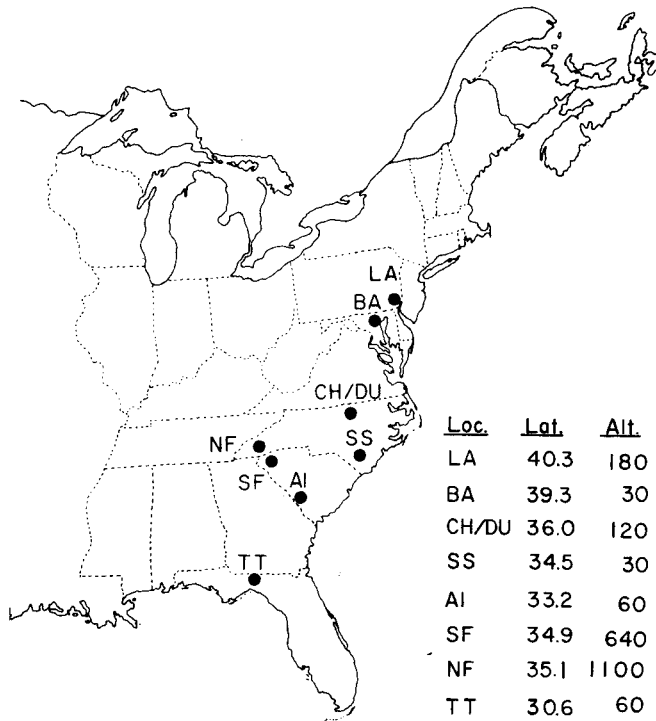 LA
BA
CH/DU
NF
SS
SF
AI
TT
Loc. Lat. Alt.
LA 40.3 180
BA 39.3 30
CH/DU 36.0 120
SS 34.5 30
AI 33.2 60
SF 34.9 640
NF 35.1 1100
TT 30.6 60